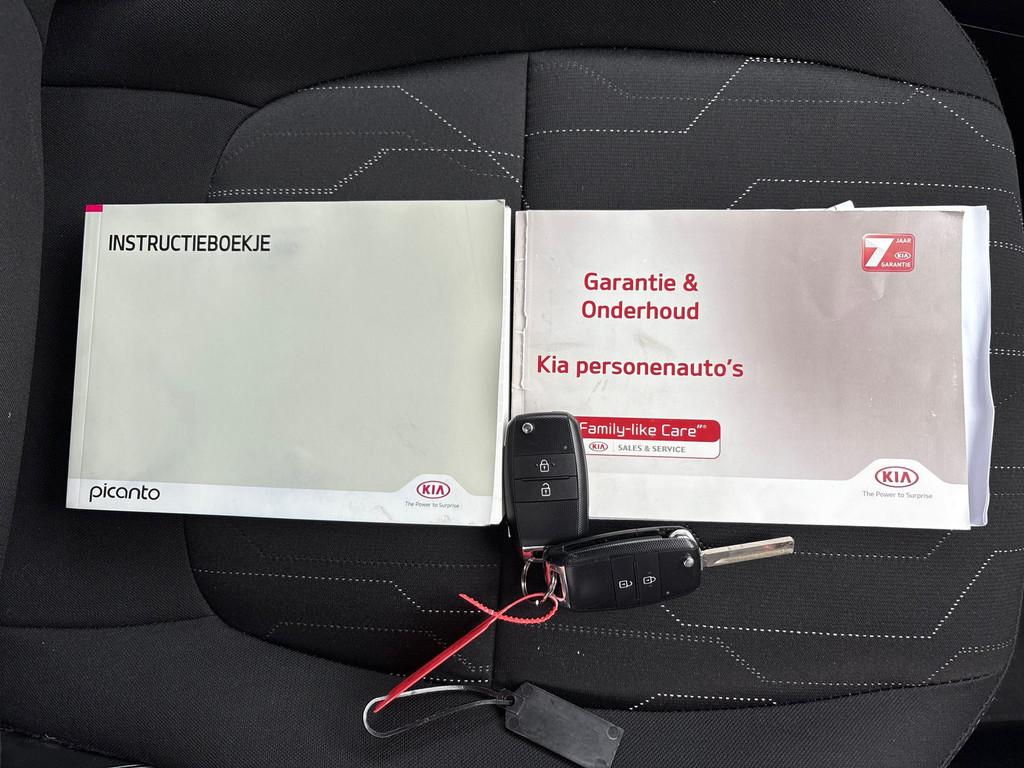 INSTRUCTIEBOEKJE
picanto
KIA
The Power to Surprise
7 JAAR
KIA
GARANTIE
Garantie &
Onderhoud
Kia personenauto's
Family-like Care"®
KIA SALES & SERVICE
KIA
The Power to Surprise